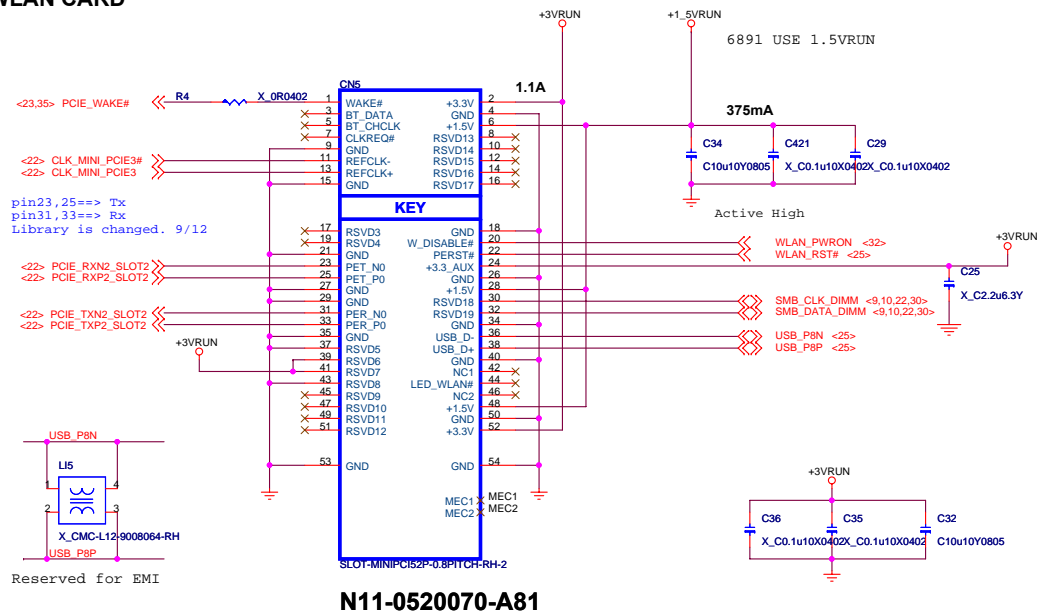 WLAN CARD
+3VRUN
+1_5VRUN
6891 USE 1.5VRUN
CN5
1.1A
<23,35> PCIE_WAKE# R4 X_0R0402 1 WAKE# +3.3V 2
3 BT_DATA GND 4
5 BT_CHCLK +1.5V 6
375mA
7 CLKREQ# RSVD13 8
9 GND RSVD14 10
<22> CLK_MINI_PCIE3# 11 REFCLK- RSVD15 12
<22> CLK_MINI_PCIE3 13 REFCLK+ RSVD16 14
15 GND RSVD17 16
C34 C421 C29
C10u10Y0805 X_C0.1u10X0402 X_C0.1u10X0402
KEY
pin23,25==> Tx
pin31,33==> Rx
Library is changed. 9/12
Active High
17 RSVD3 GND 18
19 RSVD4 W_DISABLE# 20 WLAN_PWRON <32>
21 GND PERST# 22 WLAN_RST# <25>
+3VRUN
<22> PCIE_RXN2_SLOT2 23 PET_N0 +3.3_AUX 24
<22> PCIE_RXP2_SLOT2 25 PET_P0 GND 26
C25
X_C2.2u6.3Y
27 GND +1.5V 28
29 GND RSVD18 30 SMB_CLK_DIMM <9,10,22,30>
<22> PCIE_TXN2_SLOT2 31 PER_N0 RSVD19 32 SMB_DATA_DIMM <9,10,22,30>
<22> PCIE_TXP2_SLOT2 33 PER_P0 GND 34
35 GND USB_D- 36 USB_P8N <25>
37 RSVD5 USB_D+ 38 USB_P8P <25>
+3VRUN
39 RSVD6 GND 40
41 RSVD7 NC1 42
43 RSVD8 LED_WLAN# 44
45 RSVD9 NC2 46
47 RSVD10 +1.5V 48
49 RSVD11 GND 50
51 RSVD12 +3.3V 52
53 GND GND 54
MEC1 MEC1
MEC2 MEC2
SLOT-MINIPCI52P-0.8PITCH-RH-2
N11-0520070-A81
USB_P8N
LI5
1 4
2 3
X_CMC-L12-9008064-RH
USB_P8P
Reserved for EMI
+3VRUN
C36 C35 C32
X_C0.1u10X0402 X_C0.1u10X0402 C10u10Y0805